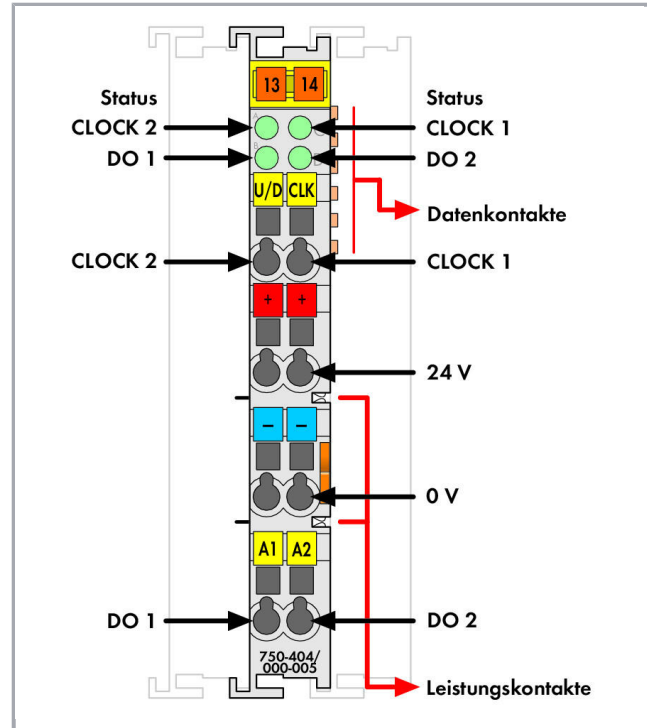 13 14
Status Status
CLOCK 2 A C CLOCK 1
DO 1 B D DO 2
U/D CLK
Datenkontakte
CLOCK 2 CLOCK 1
+ +
24 V
− −
0 V
A1 A2
DO 1 DO 2
750-404/
000-005
Leistungskontakte